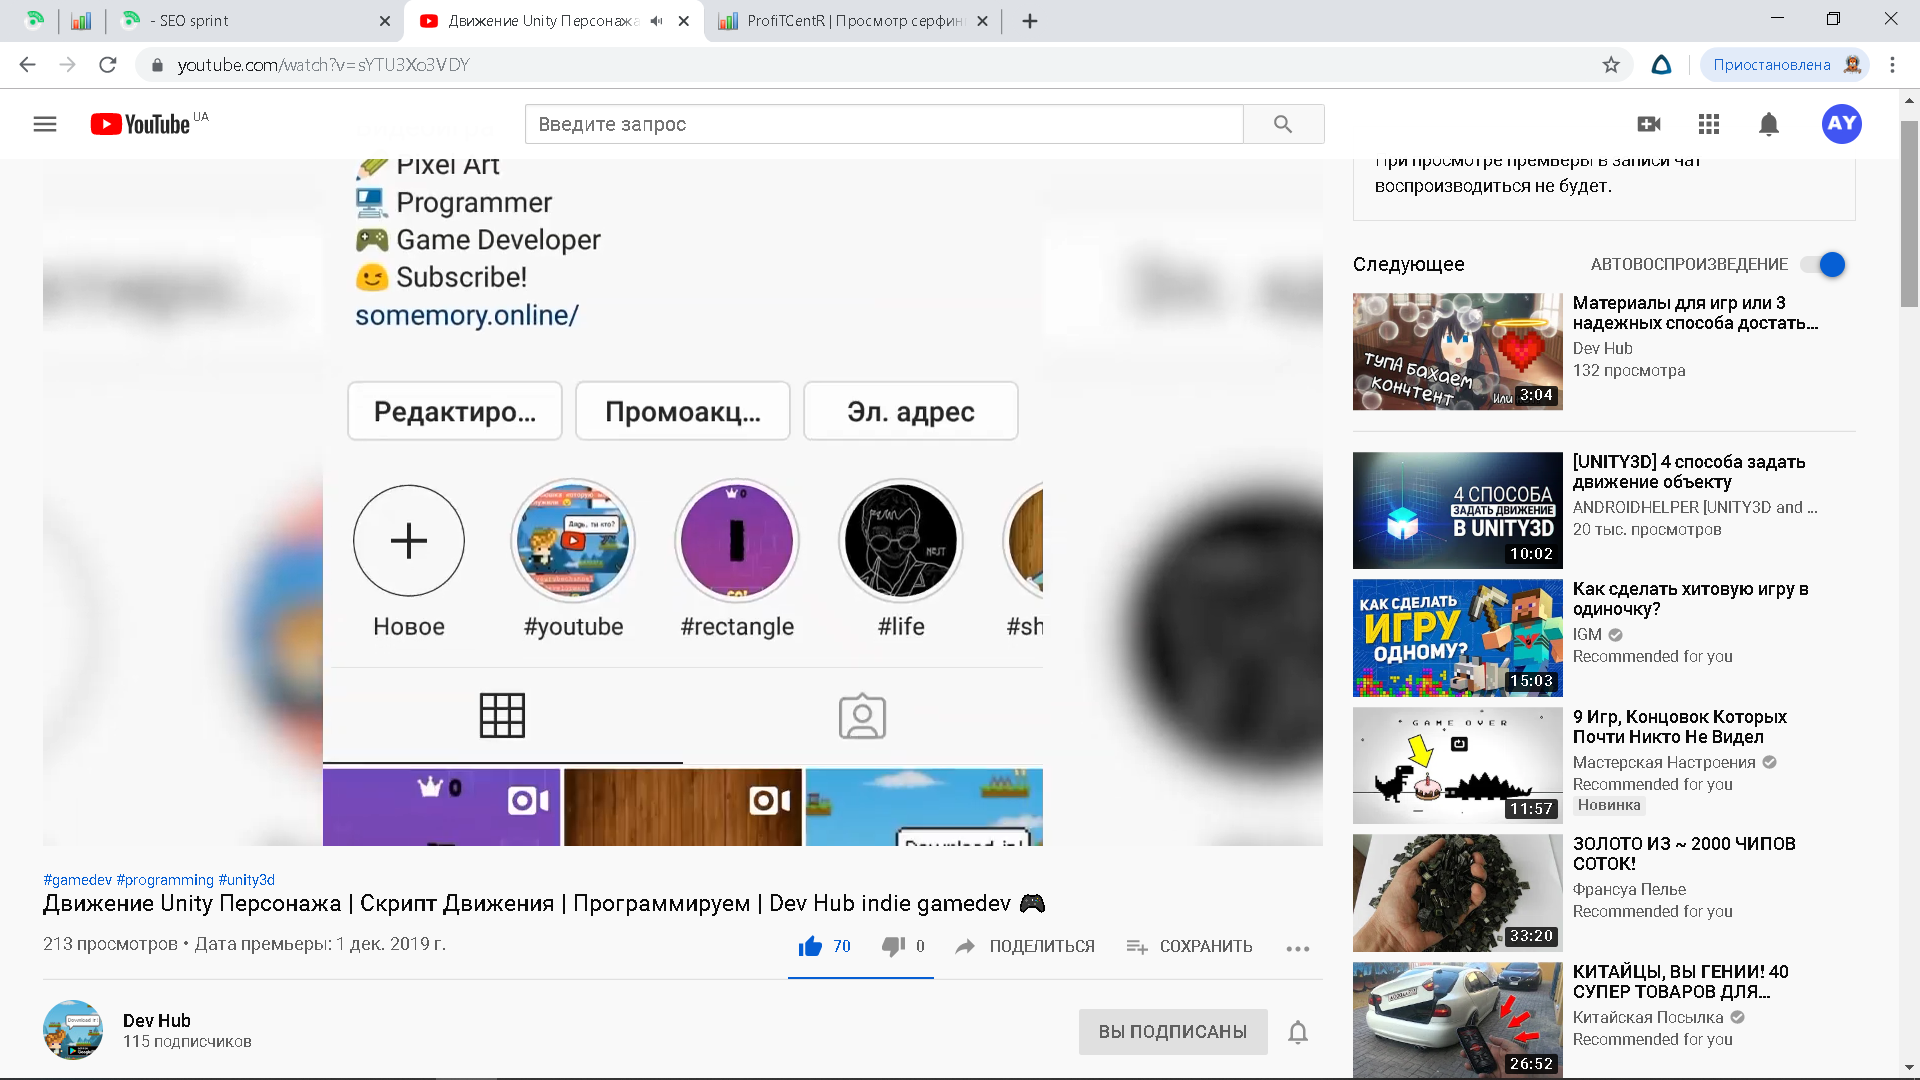 - SEO sprint
Движение Unity Персонажа
ProfiTCentR | Просмотр серфин
youtube.com/watch?v=sYTU3Xo3VDY
Приостановлена
YouTube UA
Введите запрос
AY
Pixel Art
Programmer
Game Developer
Subscribe!
somemory.online/
Редактиро...
Промоакц...
Эл. адрес
Новое
#youtube
#rectangle
#life
#sh
0
Download it!
#gamedev #programming #unity3d
Движение Unity Персонажа | Скрипт Движения | Программируем | Dev Hub indie gamedev 🎮
213 просмотров • Дата премьеры: 1 дек. 2019 г.
70
0
ПОДЕЛИТЬСЯ
СОХРАНИТЬ
Dev Hub
115 подписчиков
ВЫ ПОДПИСАНЫ
При просмотре премьеры в записи чат
воспроизводиться не будет.
Следующее
АВТОВОСПРОИЗВЕДЕНИЕ
ТУПА БАХАЕМ
КОНЧТЕНТ
Или
3:04
Материалы для игр или 3
надежных способа достать...
Dev Hub
132 просмотра
4 СПОСОБА
ЗАДАТЬ ДВИЖЕНИЕ
В UNITY3D
10:02
[UNITY3D] 4 способа задать
движение объекту
ANDROIDHELPER [UNITY3D and ...
20 тыс. просмотров
КАК СДЕЛАТЬ
ИГРУ
ОДНОМУ?
15:03
Как сделать хитовую игру в
одиночку?
IGM
Recommended for you
GAME OVER
11:57
9 Игр, Концовок Которых
Почти Никто Не Видел
Мастерская Настроения
Recommended for you
Новинка
33:20
ЗОЛОТО ИЗ ~ 2000 ЧИПОВ
СОТОК!
Франсуа Пелье
Recommended for you
26:52
КИТАЙЦЫ, ВЫ ГЕНИИ! 40
СУПЕР ТОВАРОВ ДЛЯ...
Китайская Посылка
Recommended for you